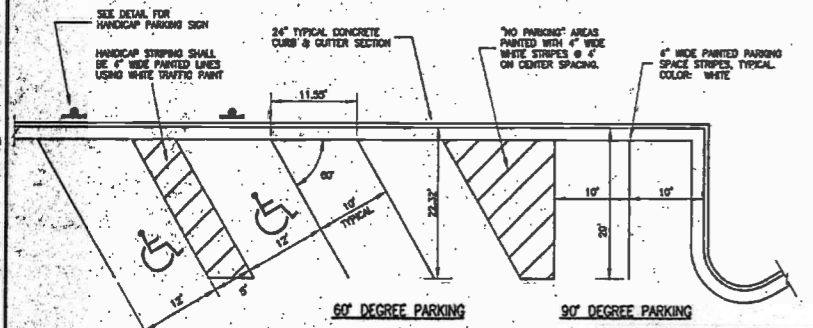 SEE DETAIL FOR
HANDICAP PARKING SIGN
HANDICAP STRIPING SHALL
BE 4" WIDE PAINTED LINES
USING WHITE TRAFFIC PAINT
24" TYPICAL CONCRETE
CURB & GUTTER SECTION
"NO PARKING" AREAS
PAINTED WITH 4" WIDE
WHITE STRIPES @ 4'
ON CENTER SPACING.
4" WIDE PAINTED PARKING
SPACE STRIPES, TYPICAL
COLOR: WHITE
11.55'
60°
22.32'
10'
TYPICAL
12'
5'
12'
10'
10'
20'
60° DEGREE PARKING
90° DEGREE PARKING